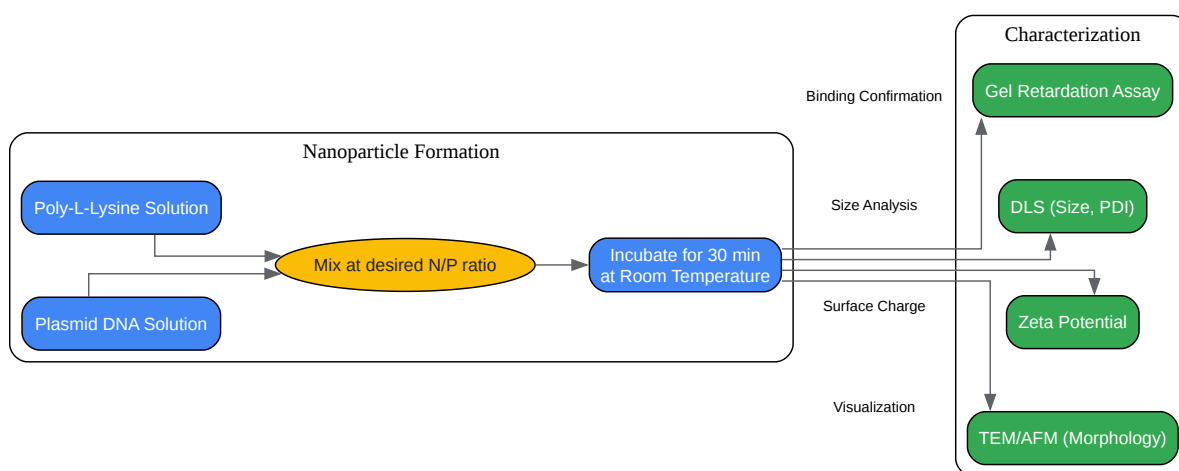 Nanoparticle Formation
Poly-L-Lysine Solution
Plasmid DNA Solution
Mix at desired N/P ratio
Incubate for 30 min
at Room Temperature
Binding Confirmation
Size Analysis
Surface Charge
Visualization
Characterization
Gel Retardation Assay
DLS (Size, PDI)
Zeta Potential
TEM/AFM (Morphology)